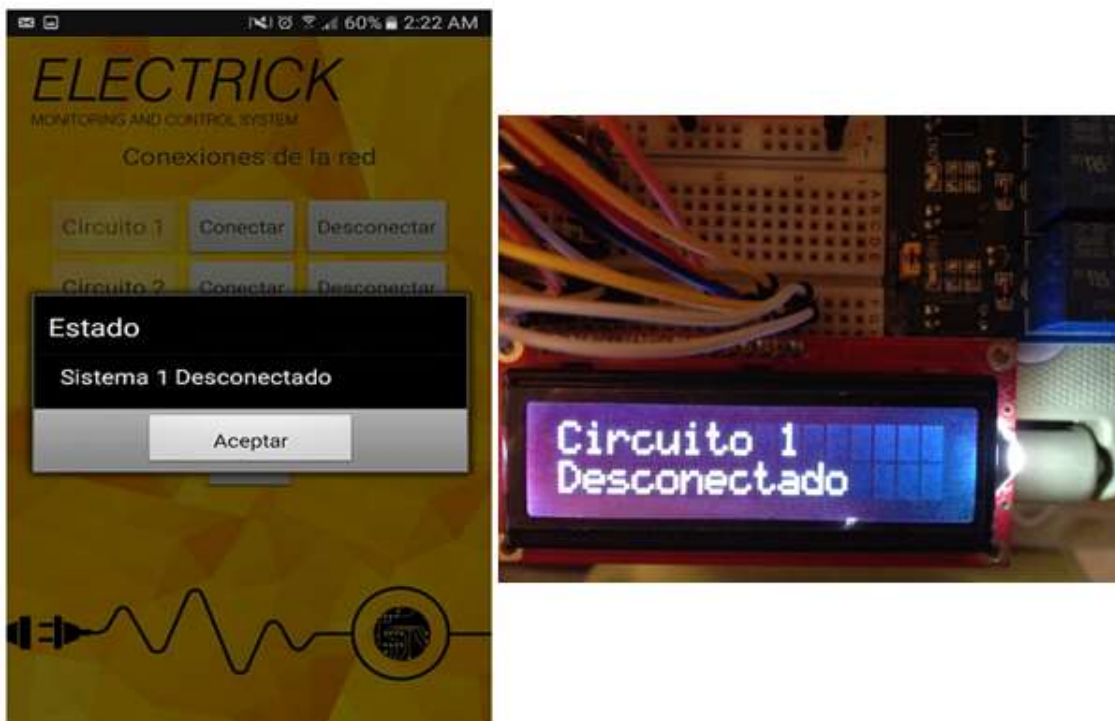 60% 2:22 AM
ELECTRICK
MONITORING AND CONTROL SYSTEM
Conexiones de la red
Circuito 1 Conectar Desconectar
Circuito 2 Conectar Desconectar
Estado
Sistema 1 Desconectado
Aceptar
Circuito 1
Desconectado